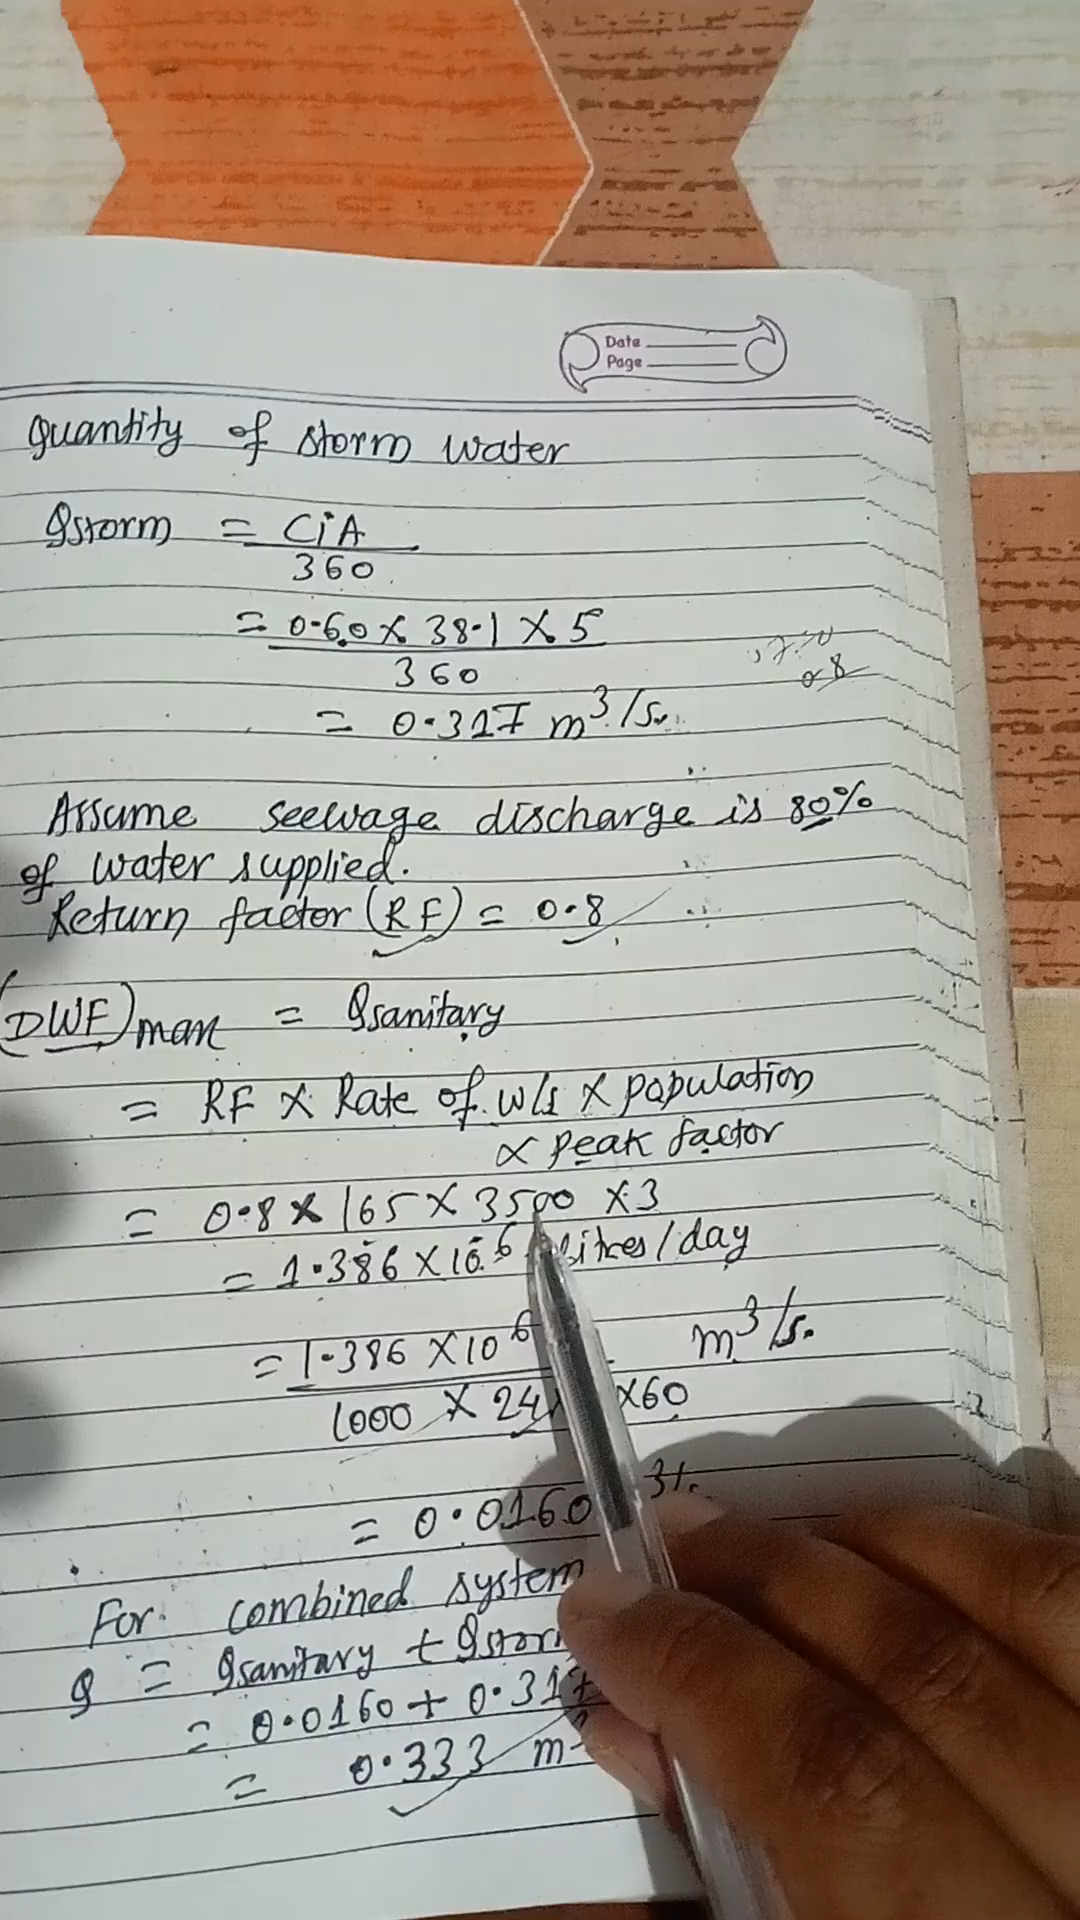 Date
Page
Quantity of storm water
Qstorm = CiA
360
= 0.60 X 38.1 X 5
360
= 0.317 m³/s.
Assume seewage discharge is 80%
of water supplied.
Return factor (RF) = 0.8
(DWF)max = Qsanitary
= RF X Rate of w/s X population
X peak factor
= 0.8 X 165 X 3500 X 3
= 1.386 X 10⁶ litres/day
= 1.386 X 10⁶ m³/s.
1000 X 24 X60
= 0.0160
For combined system
Q = Qsanitary + Qstor
= 0.0160 + 0.317
= 0.333 m³